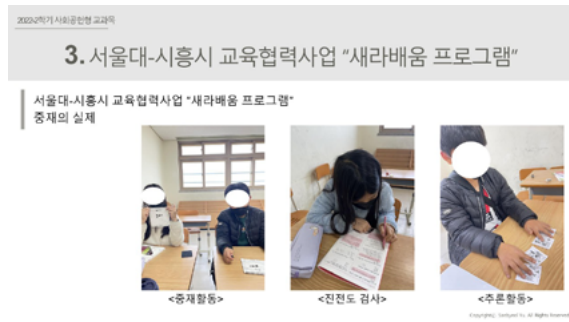 2022-2학기 사회공헌형 교과목
3. 서울대-시흥시 교육협력사업 “새라배움 프로그램”
서울대-시흥시 교육협력사업 “새라배움 프로그램”
중재의 실제
<중재활동>
<진전도 검사>
<추론활동>
All Rights Reserved